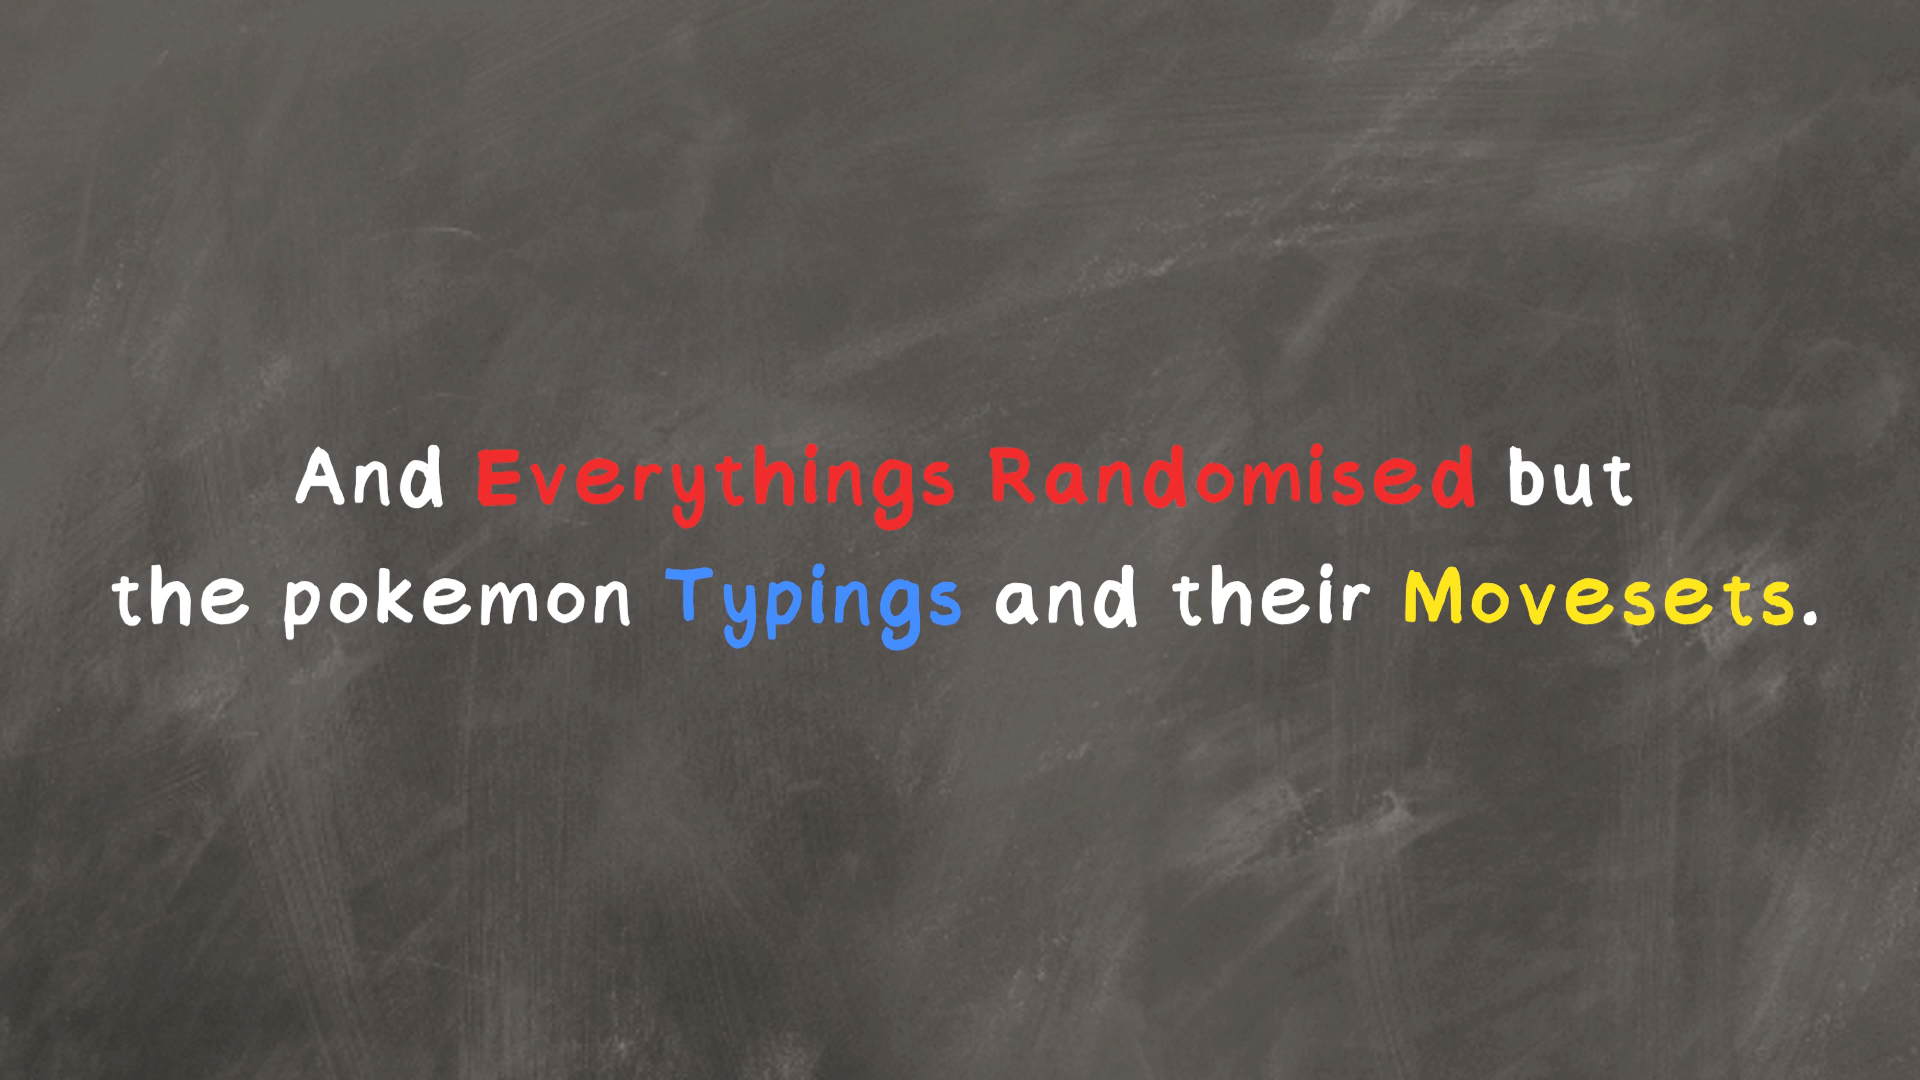 And Everythings Randomised but
the pokemon Typings and their Movesets.